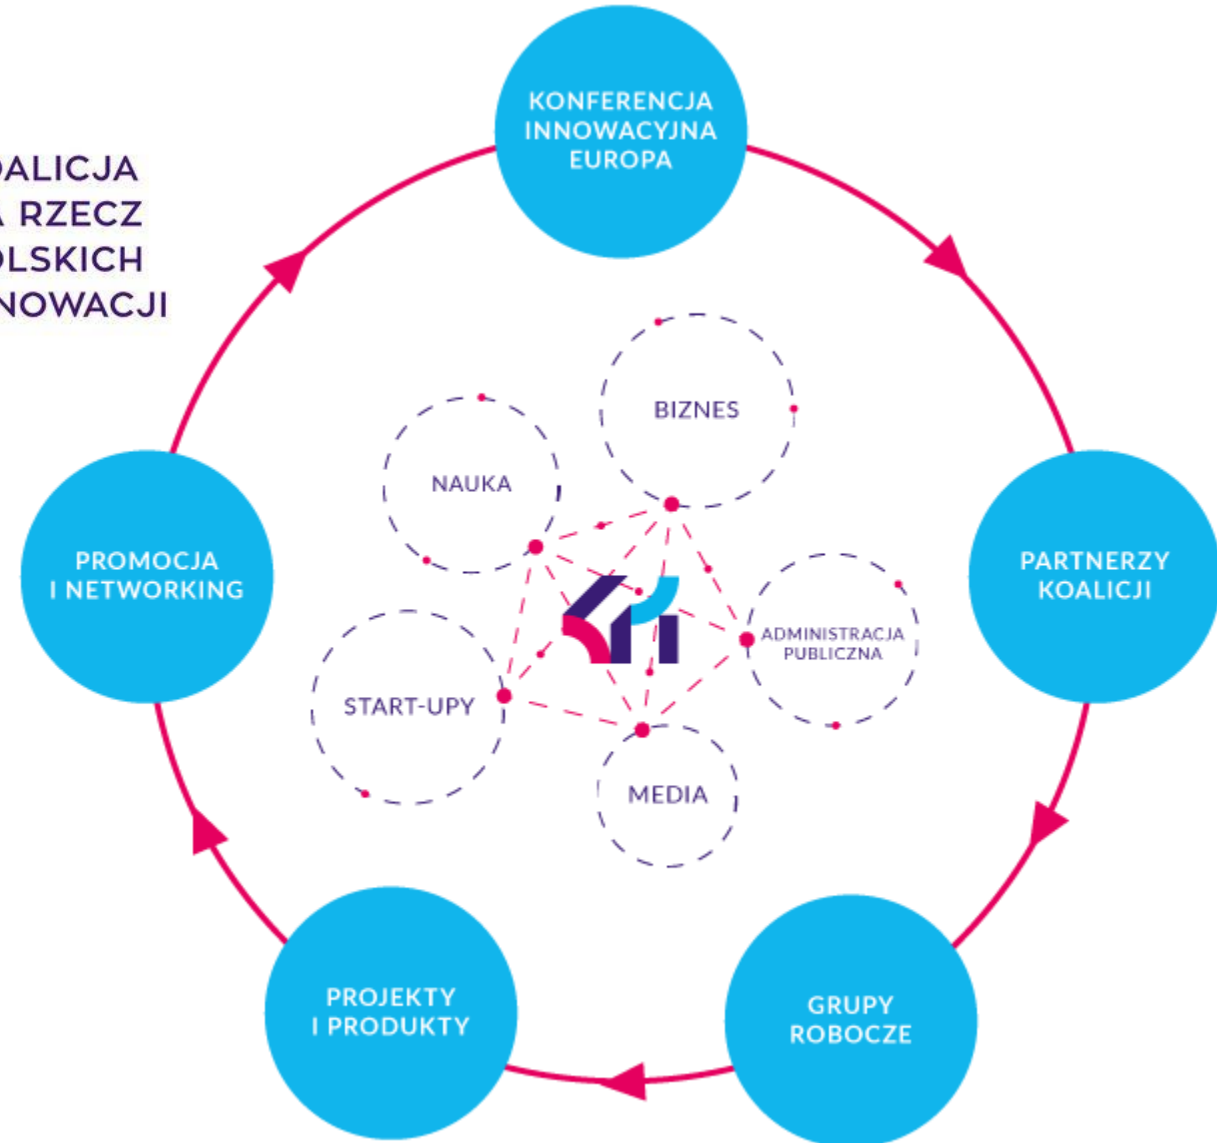 KONFERENCJA
INNOWACYJNA
EUROPA
OALICJA
A RZECZ
OLSKICH
NOWACJI
BIZNES
NAUKA
PROMOCJA
I NETWORKING
PARTNERZY
KOALICJI
ADMINISTRACJA
PUBLICZNA
START-UPY
MEDIA
PROJEKTY
I PRODUKTY
GRUPY
ROBOCZE